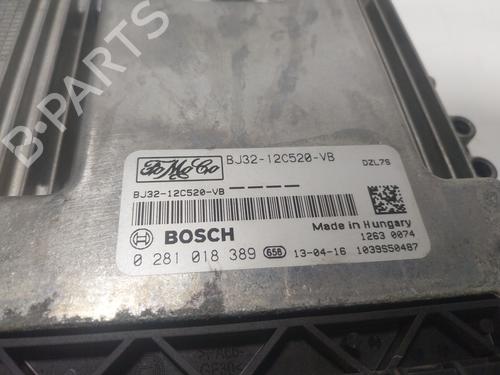 B-PARTS
FoMoCo
BJ32-12C520-VB
DZL7S
BJ32-12C520-VB
Made in Hungary
1263 0074
BOSCH
0 281 018 389 656 13-04-16 1039S50487